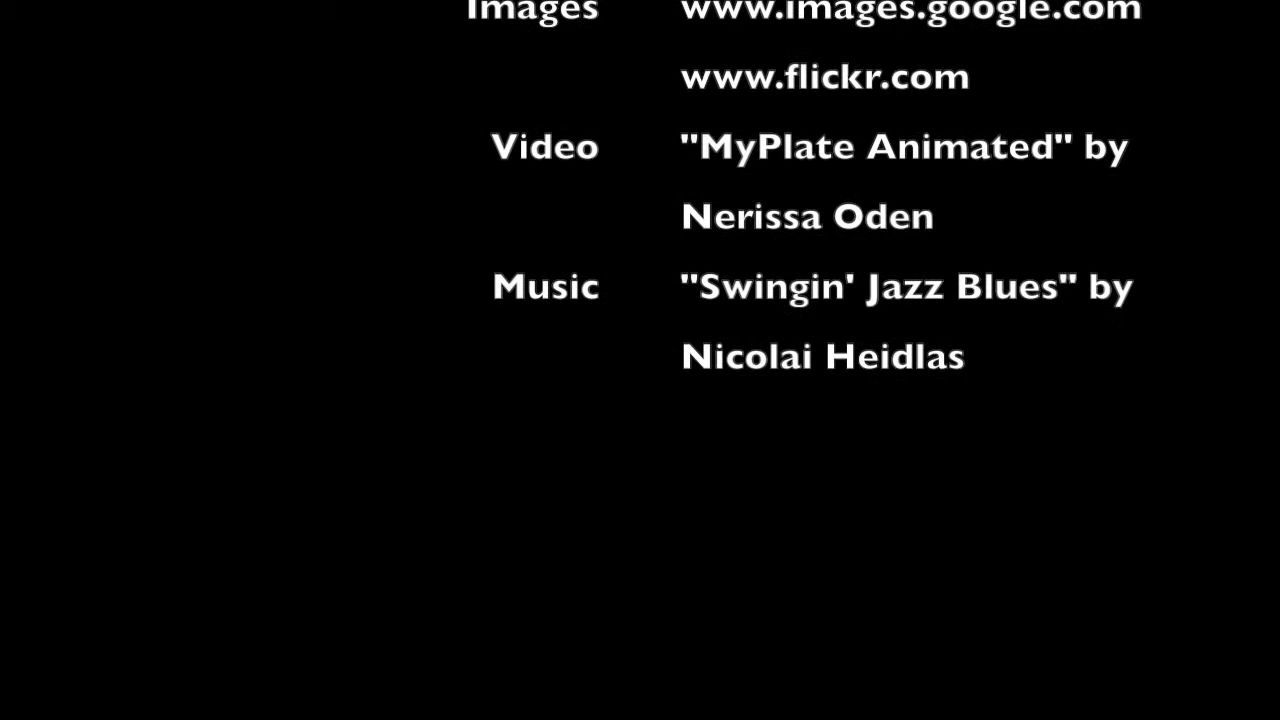 Images www.images.google.com
www.flickr.com
Video "MyPlate Animated" by
Nerissa Oden
Music "Swingin' Jazz Blues" by
Nicolai Heidlas